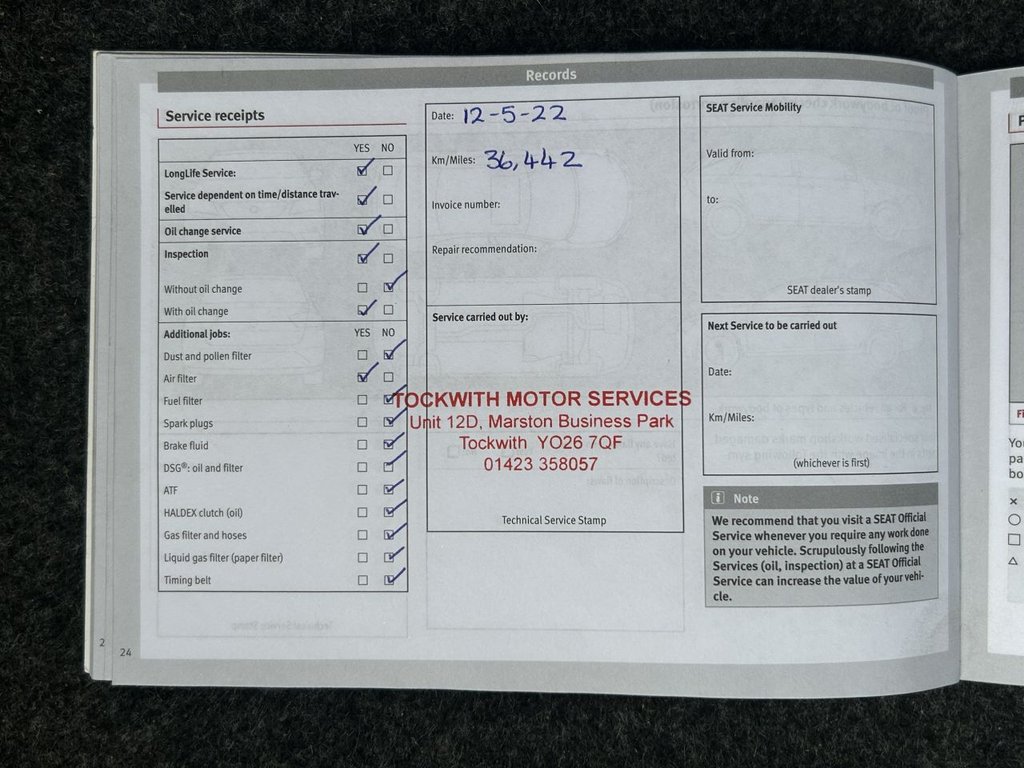 Records
Service receipts
YES NO
LongLife Service:
Service dependent on time/distance trav-
elled
Oil change service
Inspection
Without oil change
With oil change
Additional jobs: YES NO
Dust and pollen filter
Air filter
Fuel filter
Spark plugs
Brake fluid
DSG®: oil and filter
ATF
HALDEX clutch (oil)
Gas filter and hoses
Liquid gas filter (paper filter)
Timing belt
Date: 12-5-22
Km/Miles: 36,442
Invoice number:
Repair recommendation:
Service carried out by:
TOCKWITH MOTOR SERVICES
Unit 12D, Marston Business Park
Tockwith YO26 7QF
01423 358057
Technical Service Stamp
SEAT Service Mobility
Valid from:
to:
SEAT dealer's stamp
Next Service to be carried out
Date:
Km/Miles:
(whichever is first)
i Note
We recommend that you visit a SEAT Official
Service whenever you require any work done
on your vehicle. Scrupulously following the
Services (oil, inspection) at a SEAT Official
Service can increase the value of your vehi-
cle.
2
24